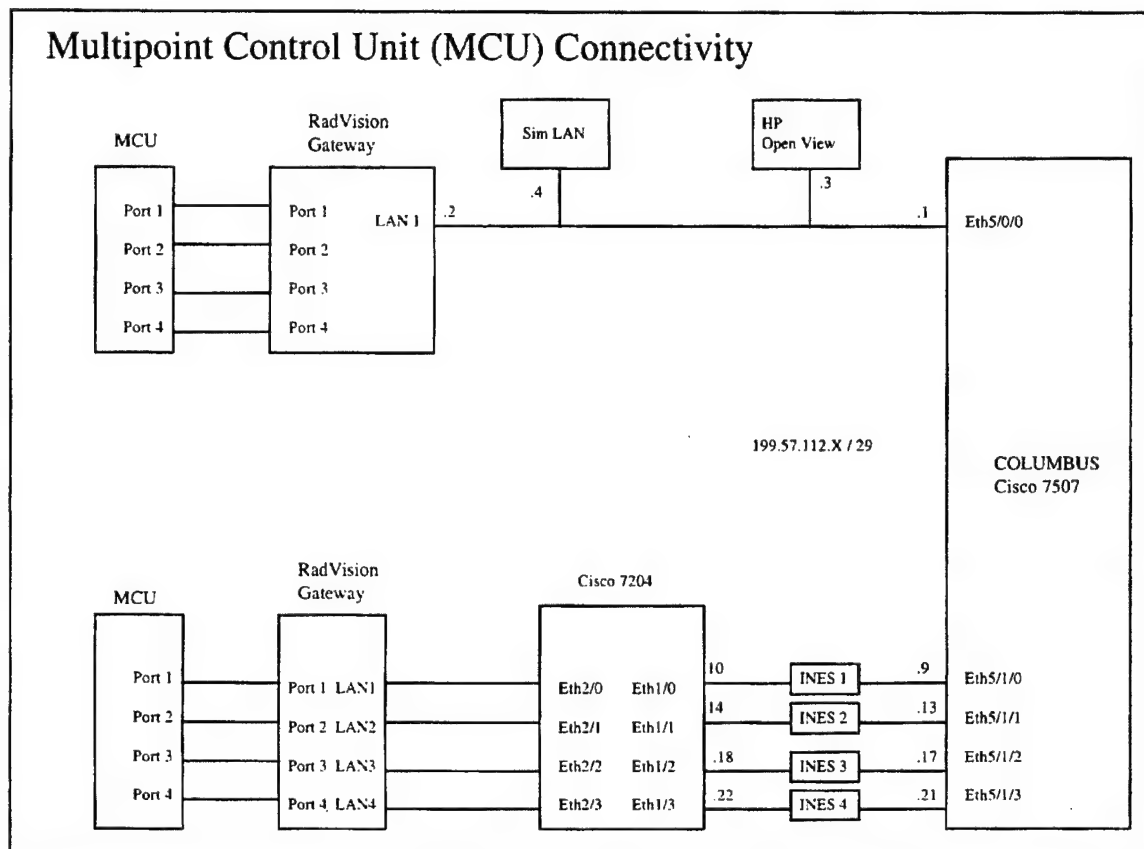 Multipoint Control Unit (MCU) Connectivity
MCU
RadVision
Gateway
Sim LAN
HP
Open View
Port 1
Port 2
Port 3
Port 4
Port 1
Port 2
Port 3
Port 4
LAN 1
.2
.4
.3
.1
Eth5/0/0
199.57.112.X / 29
COLUMBUS
Cisco 7507
MCU
RadVision
Gateway
Cisco 7204
Port 1
Port 2
Port 3
Port 4
Port 1 LAN1
Port 2 LAN2
Port 3 LAN3
Port 4 LAN4
Eth2/0 Eth1/0
Eth2/1 Eth1/1
Eth2/2 Eth1/2
Eth2/3 Eth1/3
10 INES 1 .9 Eth5/1/0
14 INES 2 .13 Eth5/1/1
.18 INES 3 .17 Eth5/1/2
.22 INES 4 .21 Eth5/1/3